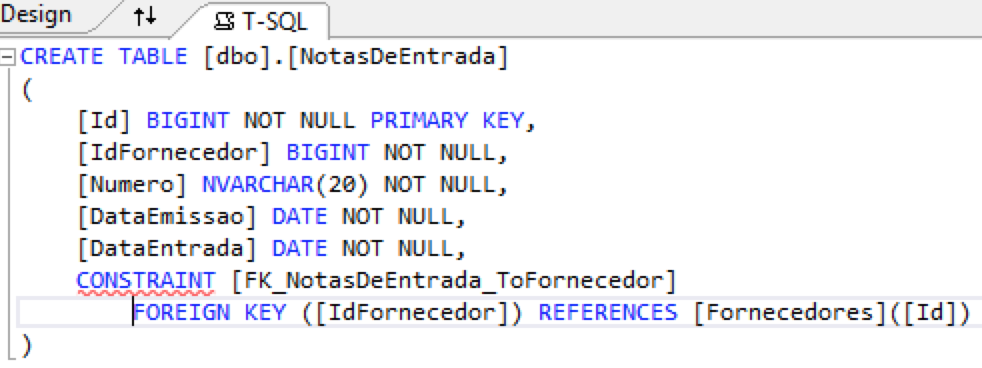 Design T-SQL
CREATE TABLE [dbo].[NotasDeEntrada]
(
[Id] BIGINT NOT NULL PRIMARY KEY,
[IdFornecedor] BIGINT NOT NULL,
[Numero] NVARCHAR(20) NOT NULL,
[DataEmissao] DATE NOT NULL,
[DataEntrada] DATE NOT NULL,
CONSTRAINT [FK_NotasDeEntrada_ToFornecedor]
FOREIGN KEY ([IdFornecedor]) REFERENCES [Fornecedores]([Id])
)